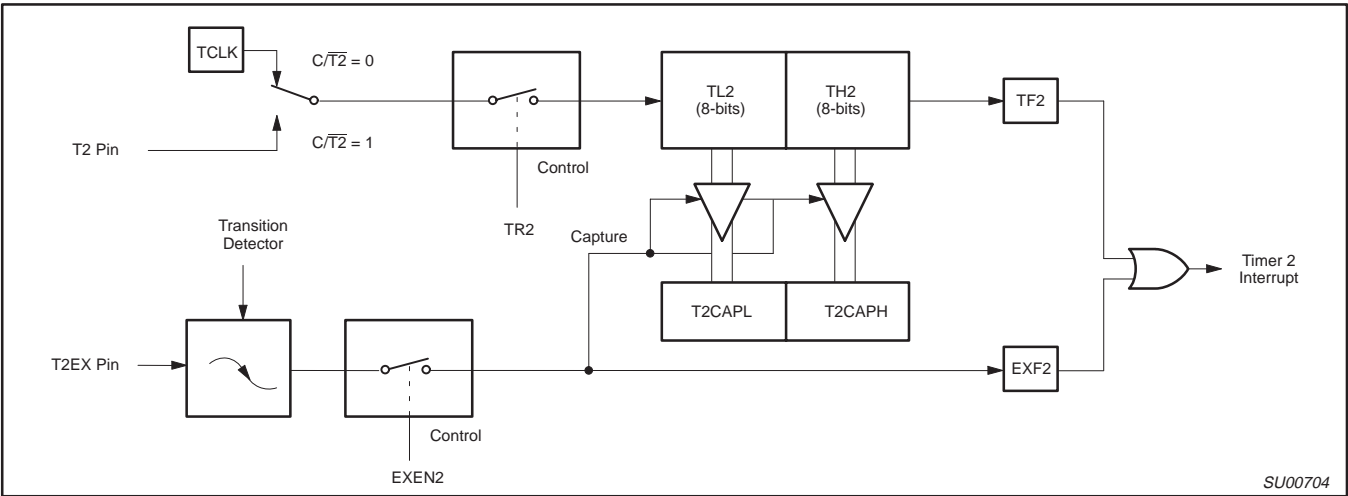 TCLK
C/T2 = 0
C/T2 = 1
T2 Pin
Control
TR2
TL2
(8-bits)
TH2
(8-bits)
TF2
Transition
Detector
Capture
T2CAPL
T2CAPH
Timer 2
Interrupt
T2EX Pin
Control
EXEN2
EXF2
SU00704